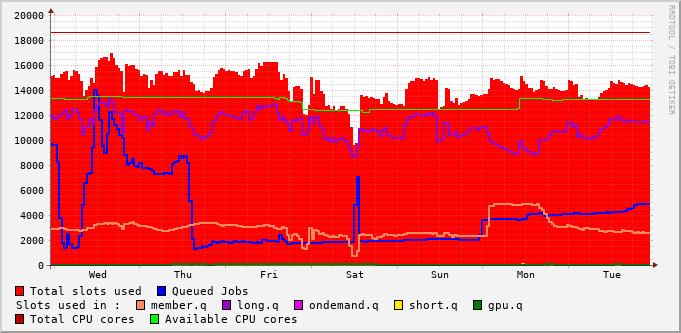 20000
18000
16000
14000
12000
10000
8000
6000
4000
2000
0
Wed Thu Fri Sat Sun Mon Tue
Total slots used Queued Jobs
Slots used in : member.q long.q ondemand.q short.q gpu.q
Total CPU cores Available CPU cores
RRDTOOL / TOBI OETIKER